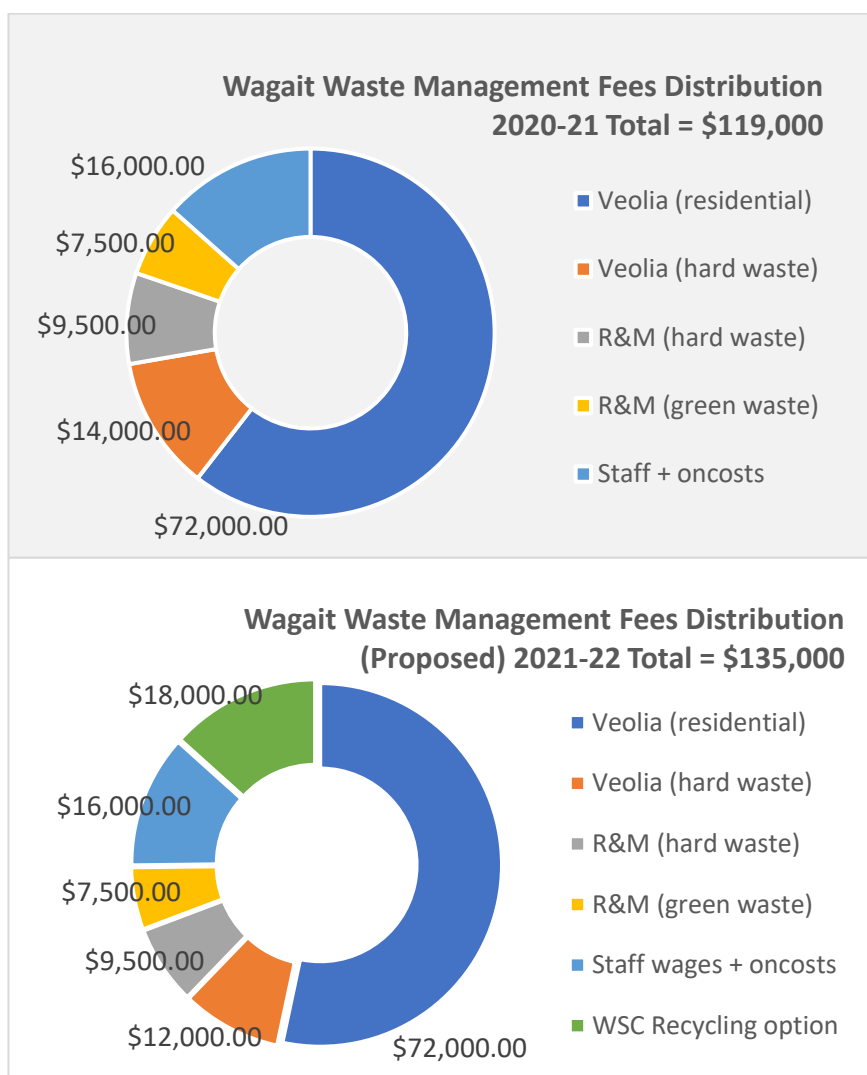 Wagait Waste Management Fees Distribution
2020-21 Total = $119,000
$16,000.00
$7,500.00
$9,500.00
$14,000.00
$72,000.00
Veolia (residential)
Veolia (hard waste)
R&M (hard waste)
R&M (green waste)
Staff + oncosts
Wagait Waste Management Fees Distribution
(Proposed) 2021-22 Total = $135,000
$18,000.00
$16,000.00
$7,500.00
$9,500.00
$12,000.00
$72,000.00
Veolia (residential)
Veolia (hard waste)
R&M (hard waste)
R&M (green waste)
Staff wages + oncosts
WSC Recycling option